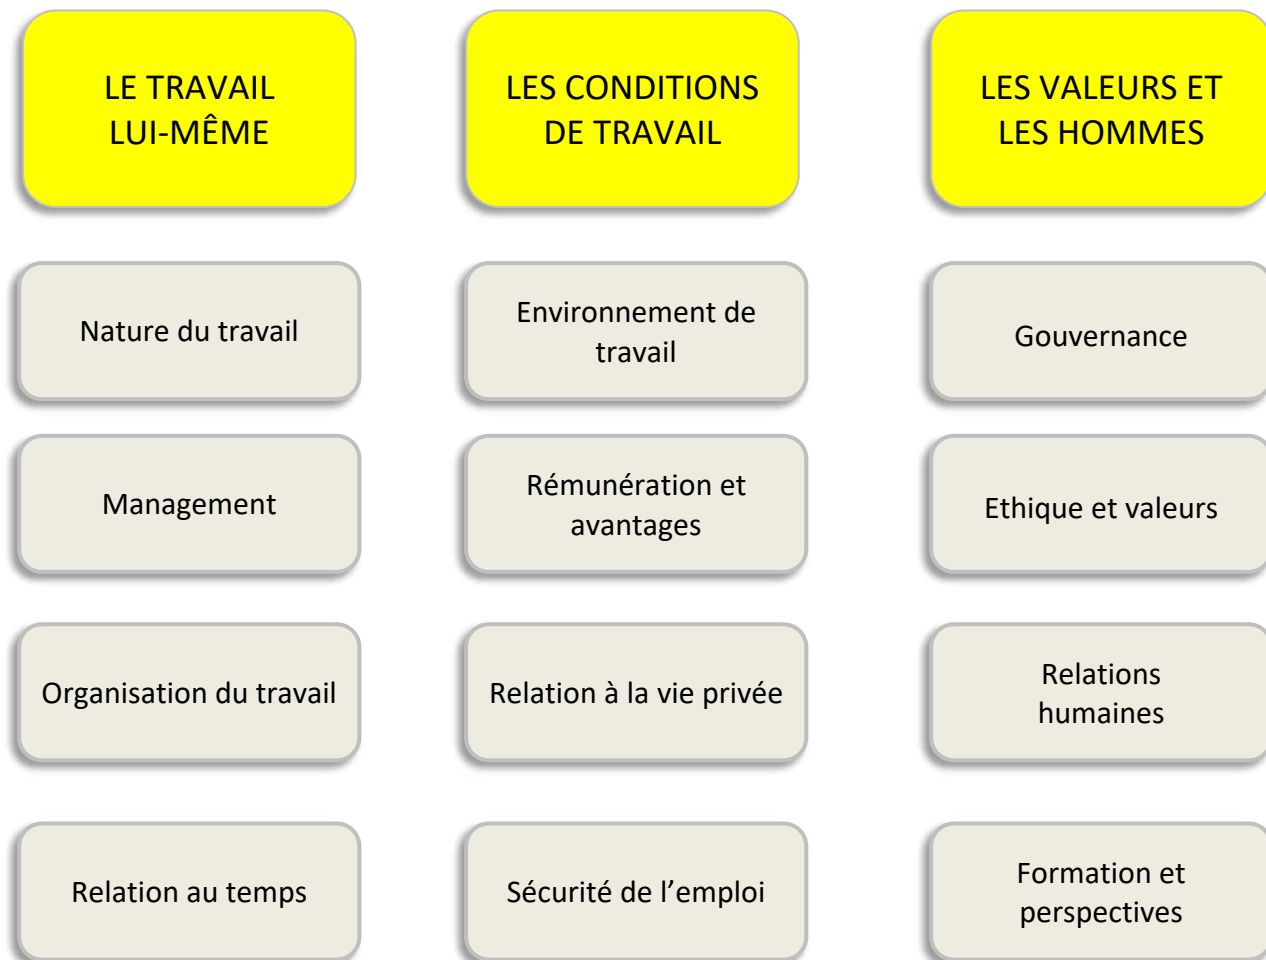 LE TRAVAIL
LUI-MÊME
LES CONDITIONS
DE TRAVAIL
LES VALEURS ET
LES HOMMES
Nature du travail
Environnement de
travail
Gouvernance
Management
Rémunération et
avantages
Ethique et valeurs
Organisation du travail
Relation à la vie privée
Relations
humaines
Relation au temps
Sécurité de l’emploi
Formation et
perspectives